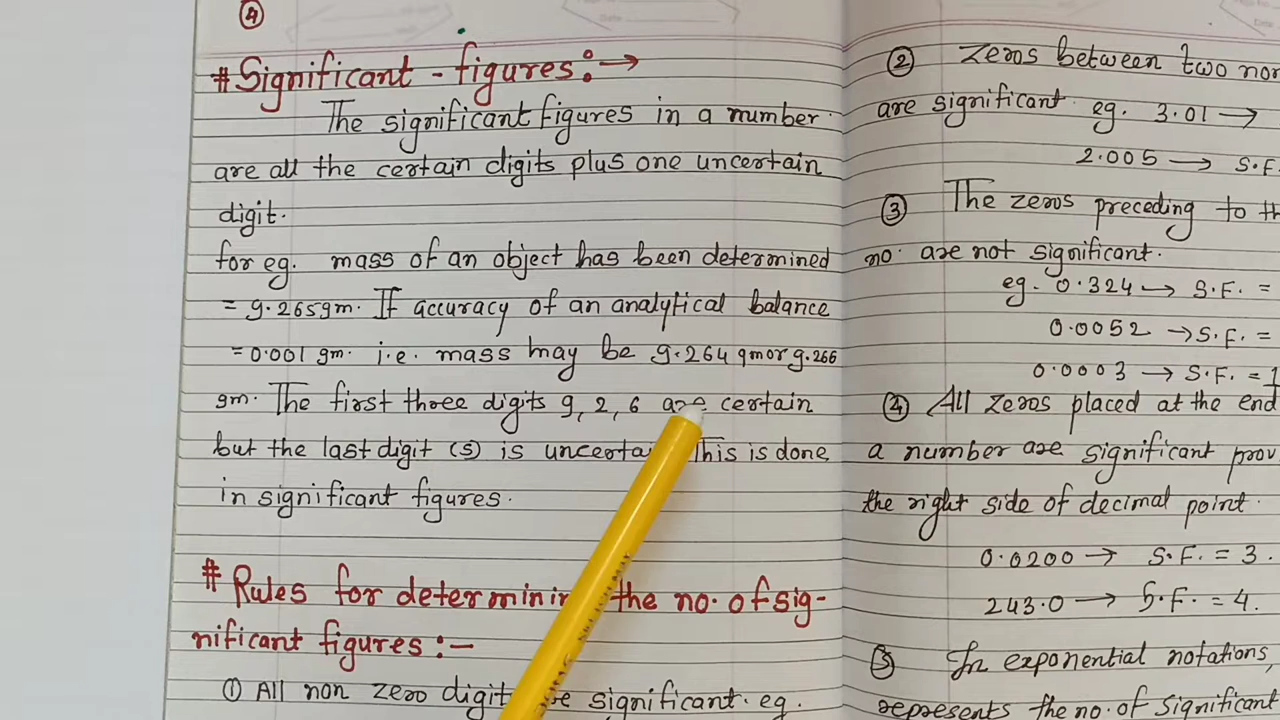 ④
# Significant - figures :→
The significant figures in a number
are all the certain digits plus one uncertain
digit.
for eg. mass of an object has been determined
= 9.265gm. If accuracy of an analytical balance
= 0.001 gm. i.e. mass may be 9.264 gm or 9.266
gm. The first three digits 9, 2, 6 are certain
but the last digit (5) is uncertai This is done
in significant figures.
# Rules for determinin the no. of sig-
nificant figures :-
① All non zero digit re significant. eg.
② Zeros between two non
are significant. eg. 3.01 →
2.005 → S.F.
③ The zeros preceding to th
no. are not significant.
eg. 0.324 → S.F. =
0.0052 → S.F. =
0.0003 → S.F. = 1
④ All zeros placed at the end
a number are significant prov
the right side of decimal point.
0.0200 → S.F. = 3.
243.0 → S.F. = 4.
⑤ In exponential notations,
represents the no. of significant